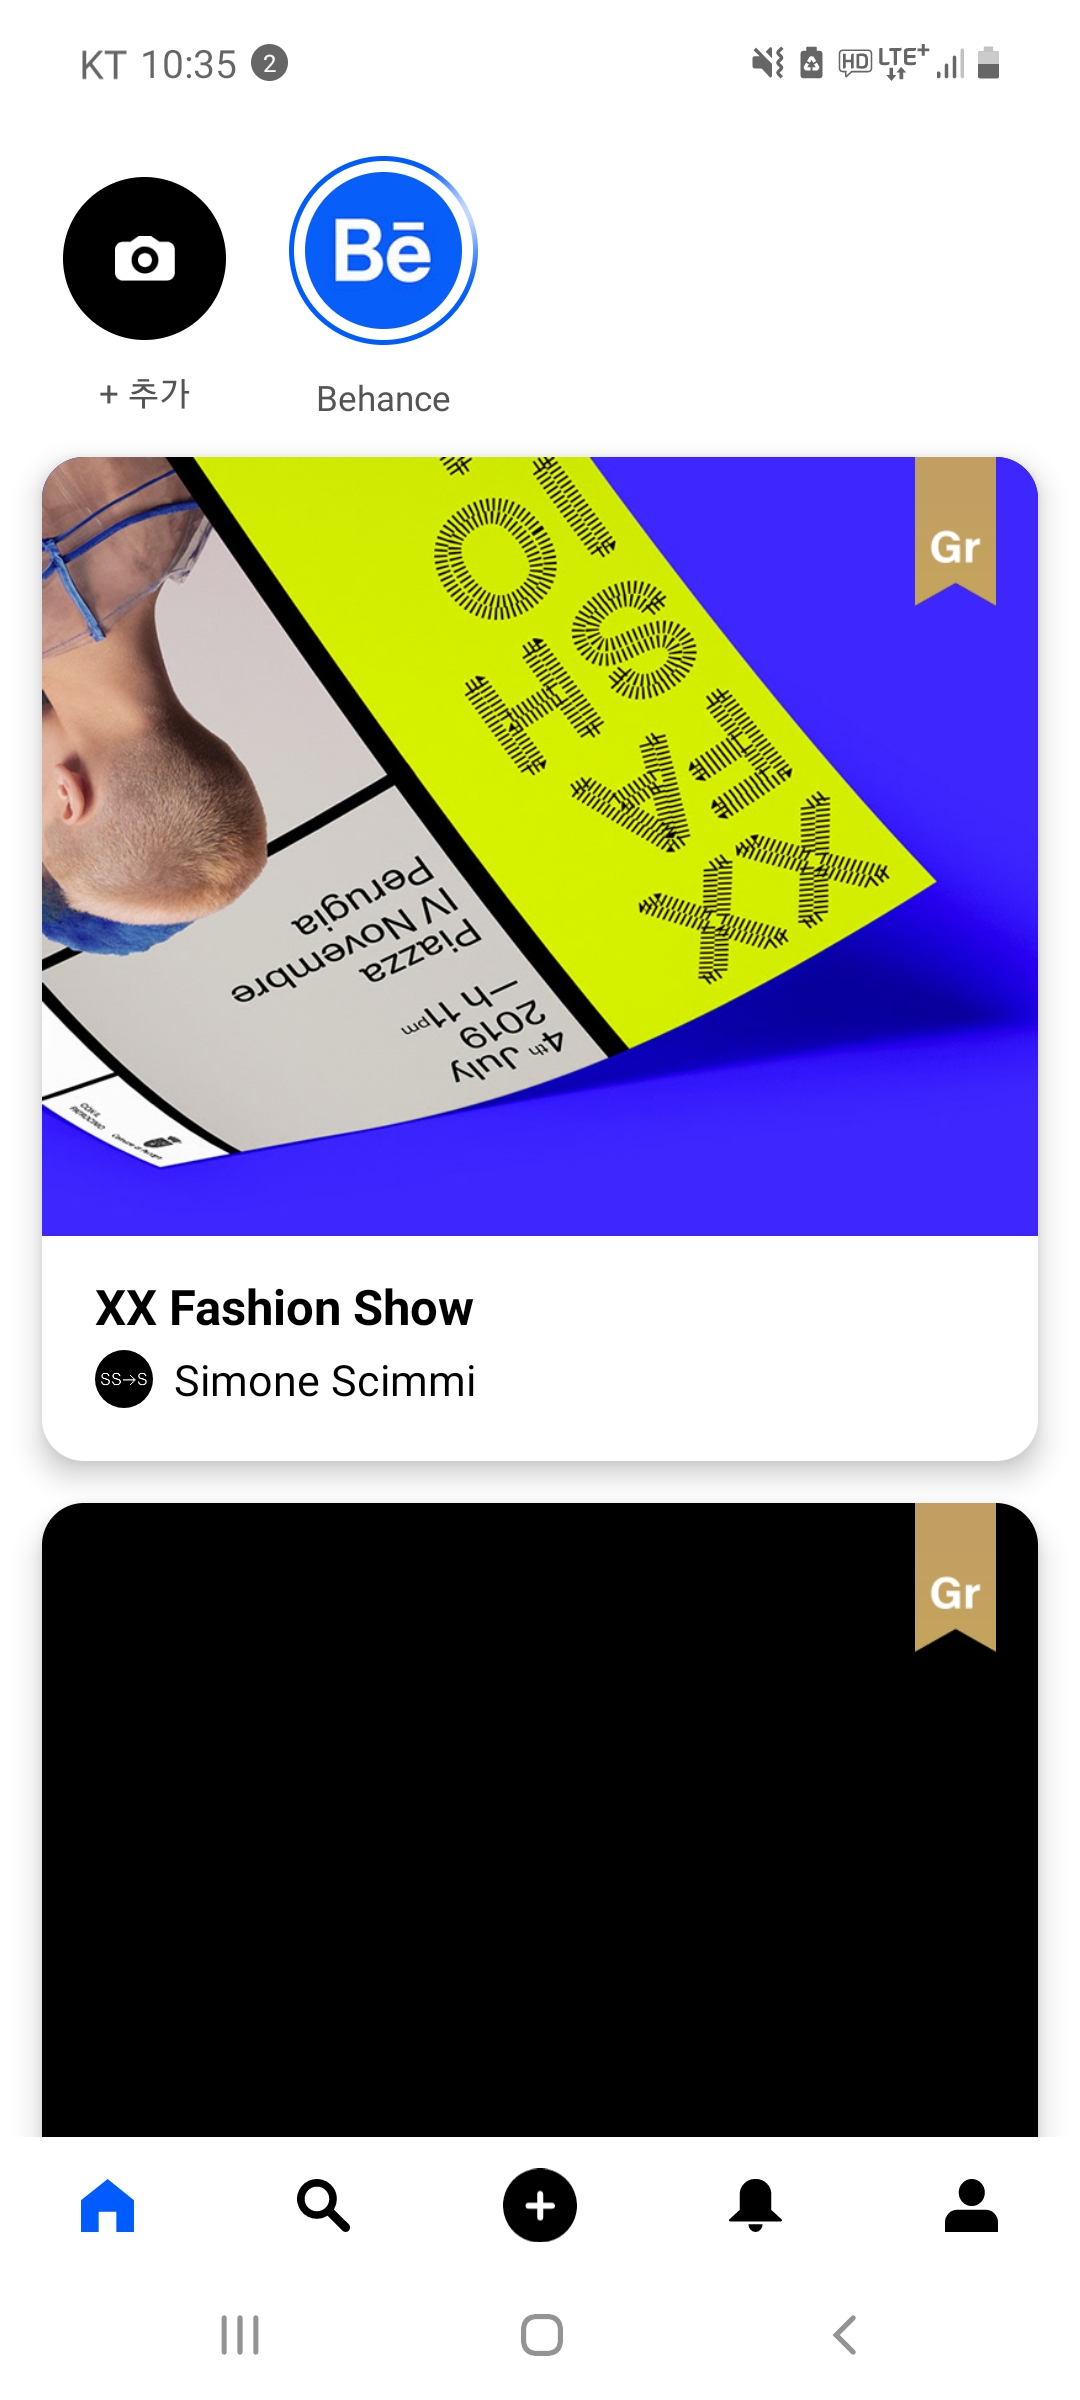 KT 10:35 2
HD LTE+
Bē
+ 추가
Behance
Gr
XX
FASHIO
4th July
2019
—h 11pm
Piazza
IV Novembre
Perugia
XX Fashion Show
SS→S Simone Scimmi
Gr